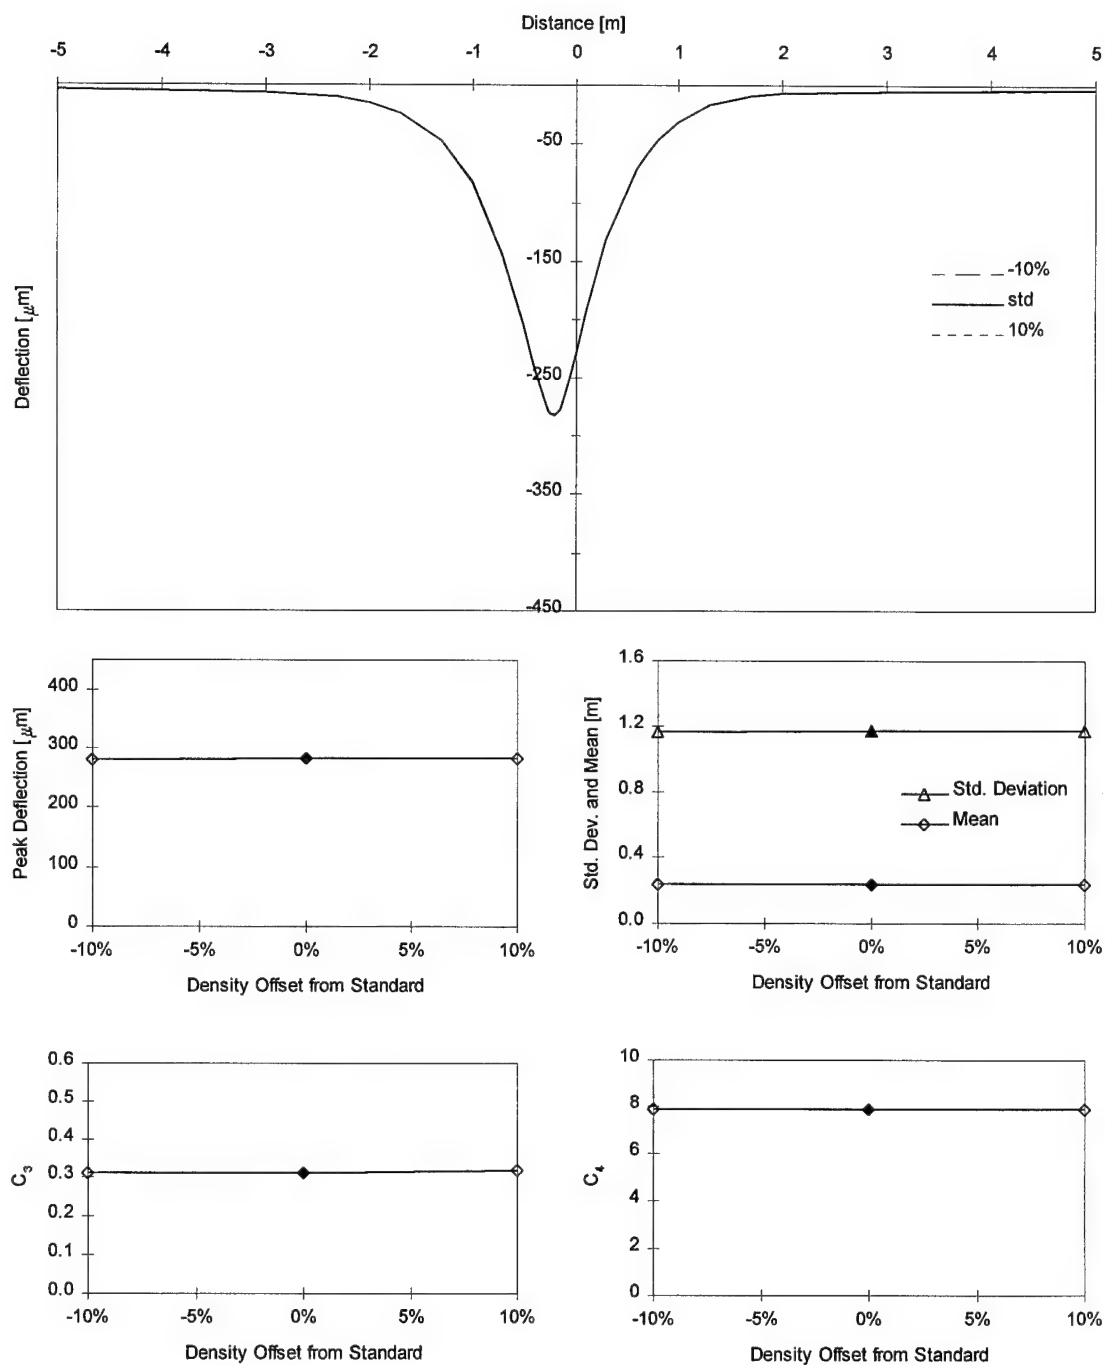 Distance [m]
-5 -4 -3 -2 -1 0 1 2 3 4 5
-50
-150
-250
-350
-450
Deflection [μm]
-10%
std
10%
400
300
200
100
0
Peak Deflection [μm]
-10% -5% 0% 5% 10%
Density Offset from Standard
1.6
1.2
0.8
0.4
0.0
Std. Dev. and Mean [m]
Std. Deviation
Mean
-10% -5% 0% 5% 10%
Density Offset from Standard
0.6
0.5
0.4
0.3
0.2
0.1
0.0
C₃
-10% -5% 0% 5% 10%
Density Offset from Standard
10
8
6
4
2
0
C₄
-10% -5% 0% 5% 10%
Density Offset from Standard